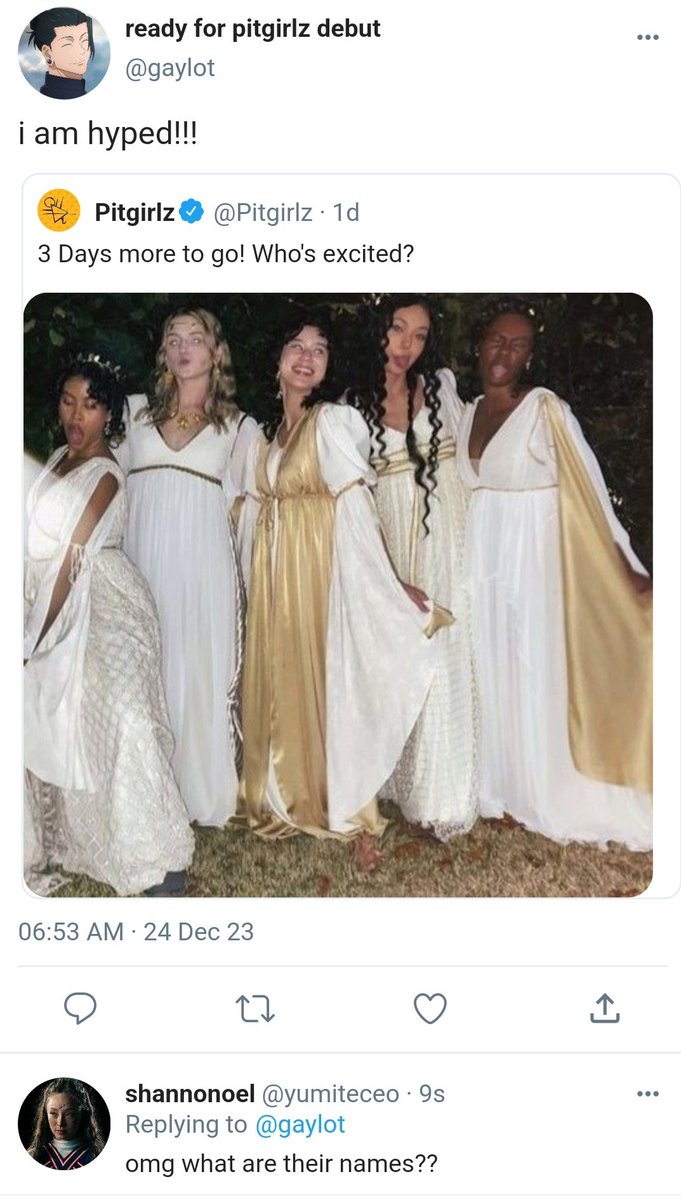 ready for pitgirlz debut
@gaylot
i am hyped!!!
Pitgirlz @Pitgirlz · 1d
3 Days more to go! Who's excited?
06:53 AM · 24 Dec 23
shannonoel @yumiteceo · 9s
Replying to @gaylot
omg what are their names??